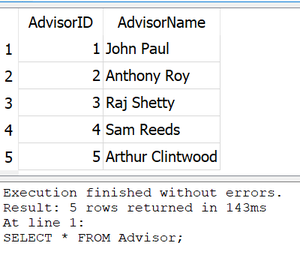 AdvisorID AdvisorName
1 1 John Paul
2 2 Anthony Roy
3 3 Raj Shetty
4 4 Sam Reeds
5 5 Arthur Clintwood
Execution finished without errors.
Result: 5 rows returned in 143ms
At line 1:
SELECT * FROM Advisor;